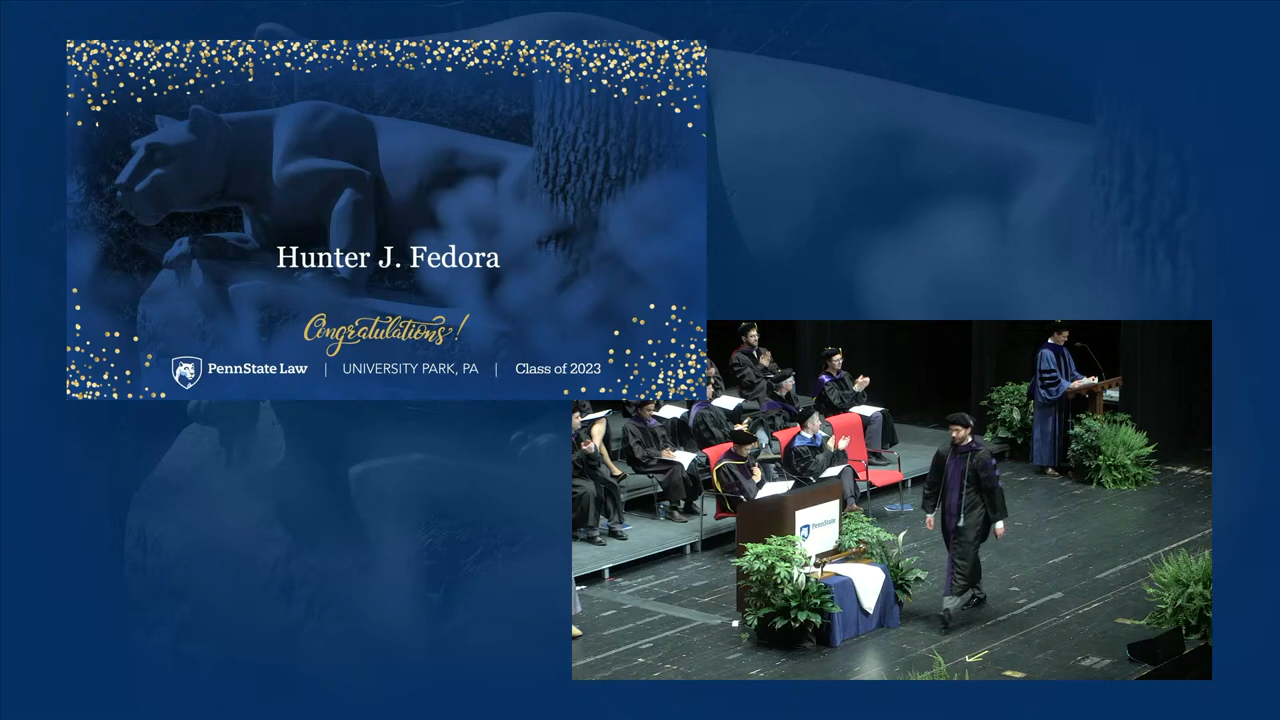 Hunter J. Fedora
Congratulations!
PennState Law | UNIVERSITY PARK, PA | Class of 2023
PennState